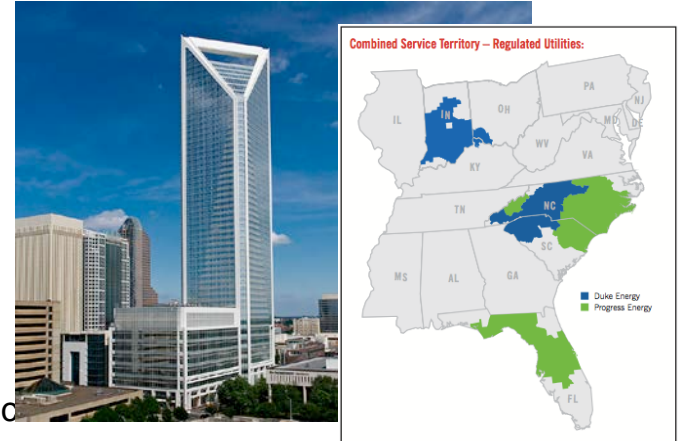 Combined Service Territory – Regulated Utilities:
PA
NJ
OH
IL
IN
MD
DE
WV
VA
KY
NC
TN
SC
MS
AL
GA
Duke Energy
Progress Energy
FL